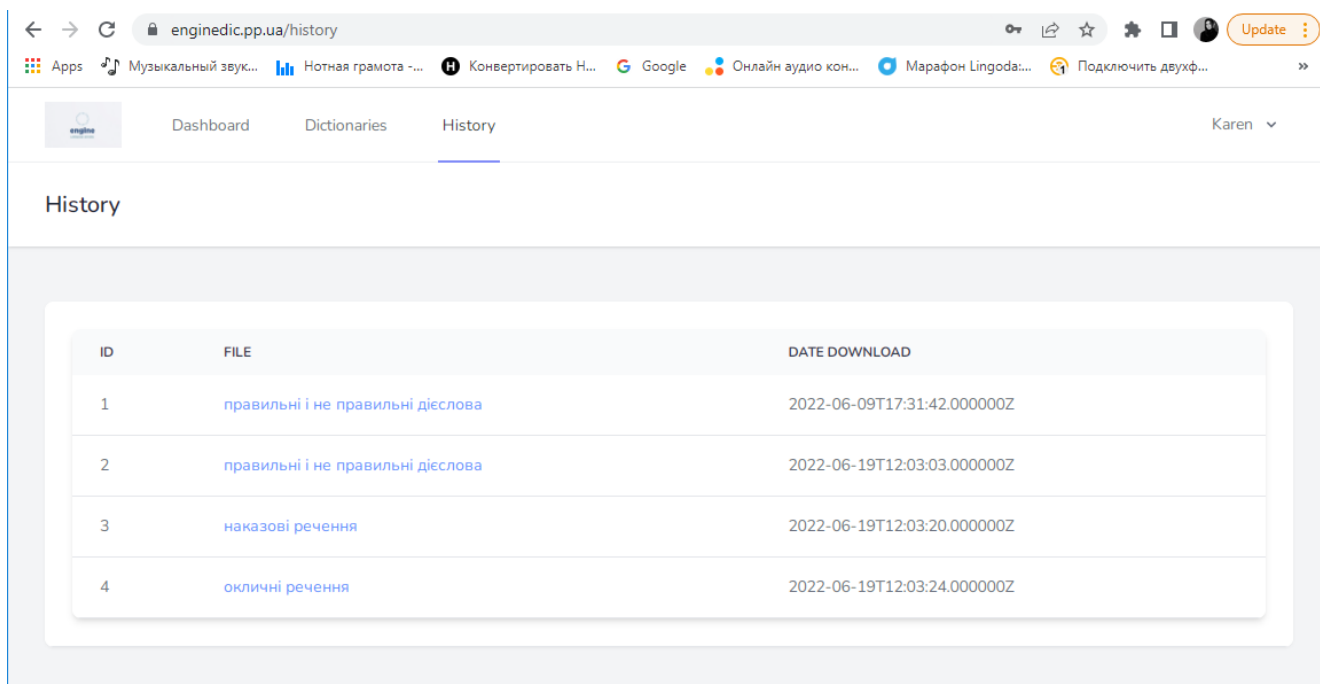 enginedic.pp.ua/history Update
Apps Музыкальный звук... Нотная грамота -... H Конвертировать Н... G Google Онлайн аудио кон... Марафон Lingoda:... 1 Подключить двухф... »
engine Dashboard Dictionaries History Karen
History
ID FILE DATE DOWNLOAD
1 правильні і не правильні дієслова 2022-06-09T17:31:42.000000Z
2 правильні і не правильні дієслова 2022-06-19T12:03:03.000000Z
3 наказові речення 2022-06-19T12:03:20.000000Z
4 окличні речення 2022-06-19T12:03:24.000000Z